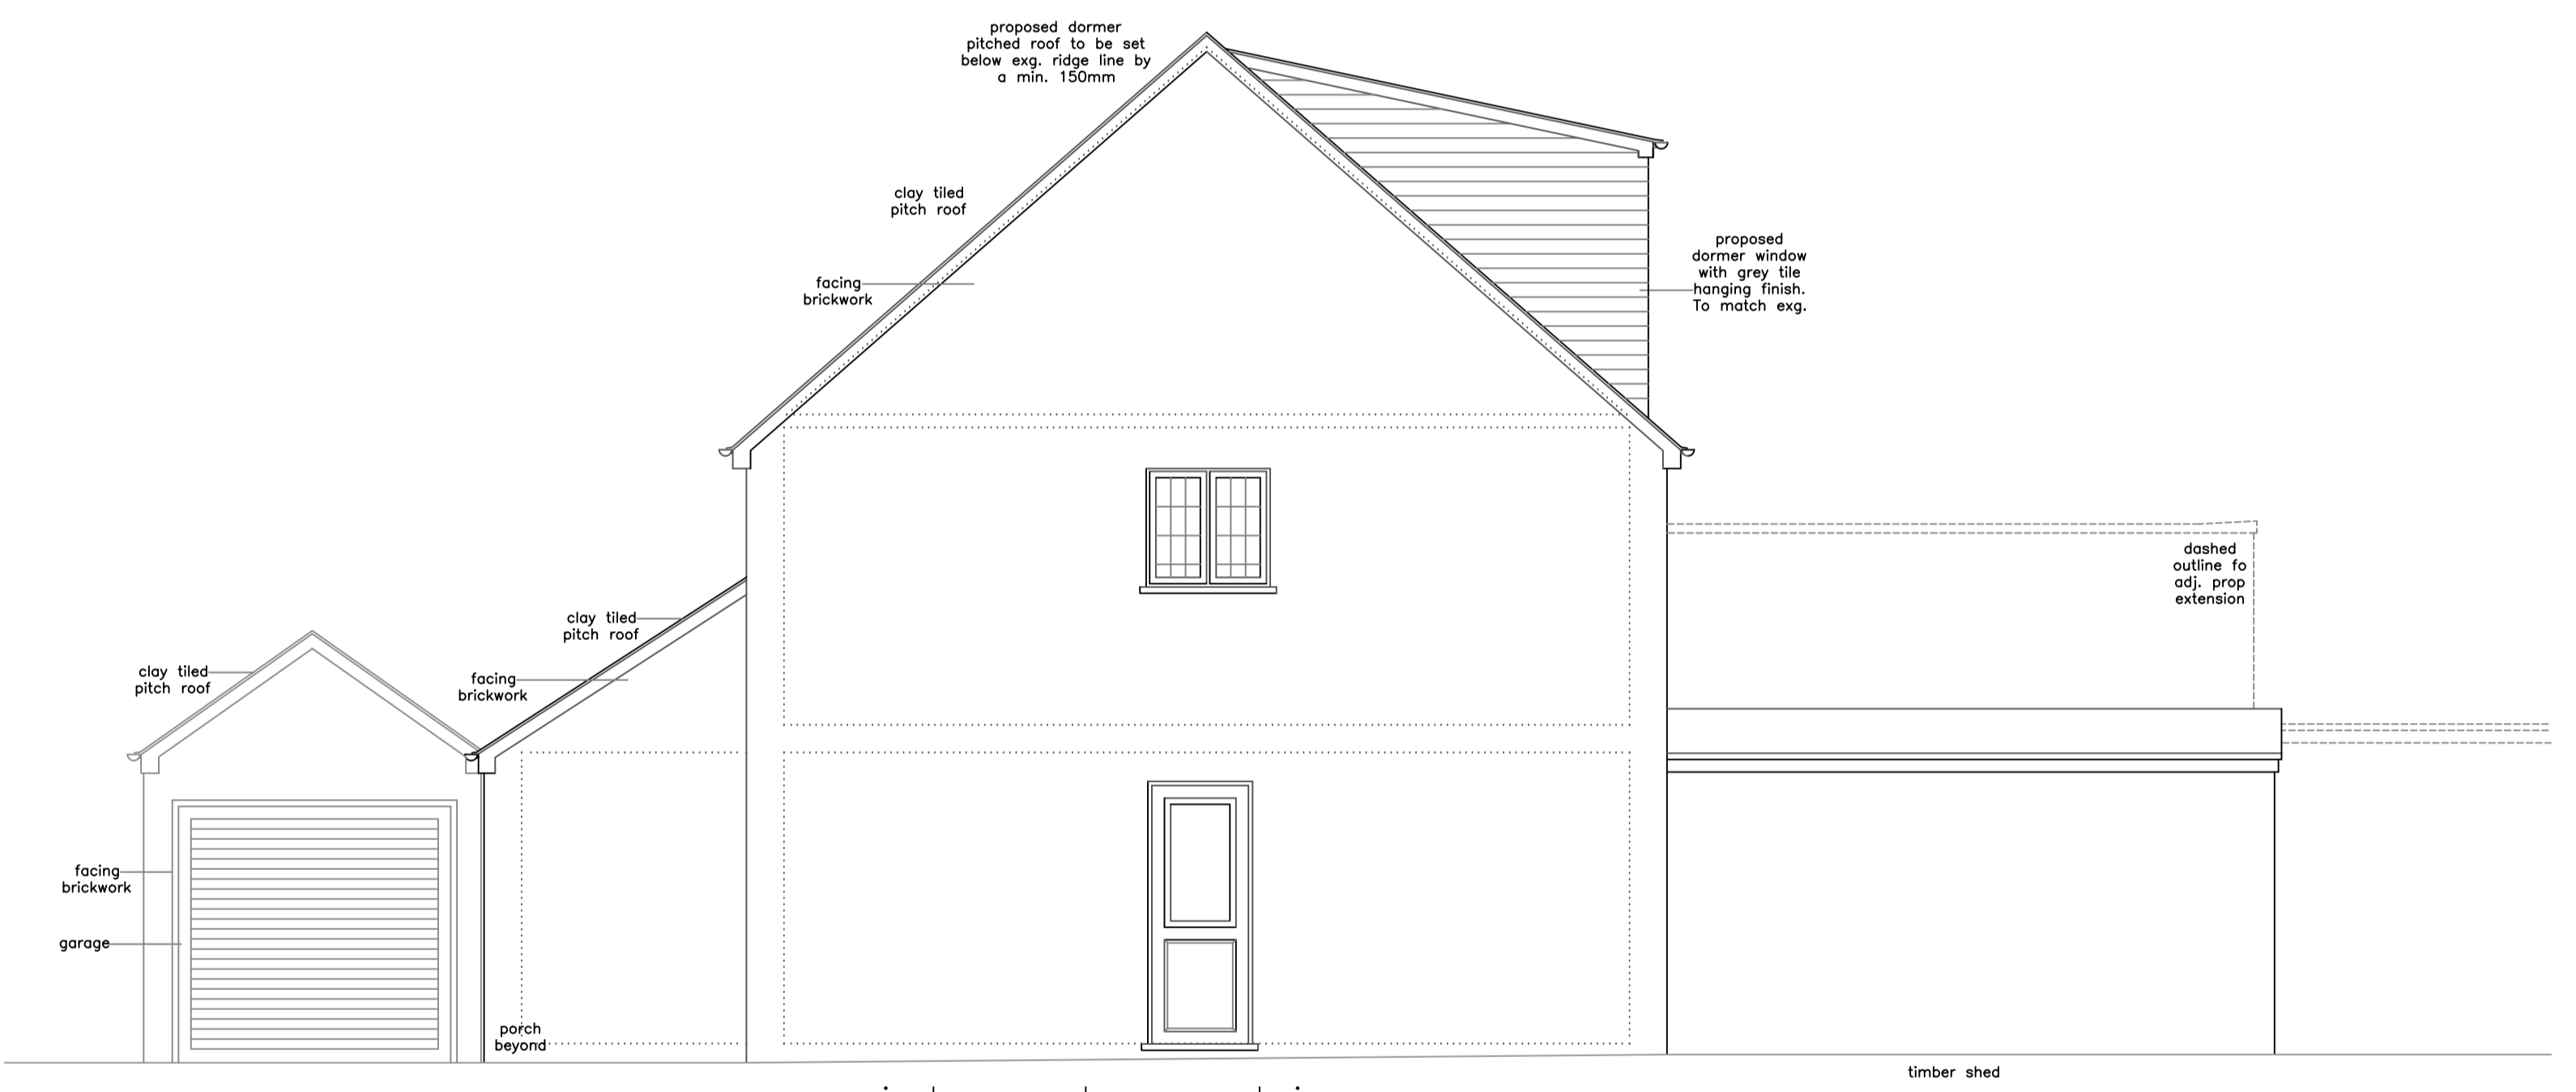 proposed dormer
pitched roof to be set
below exg. ridge line by
a min. 150mm
clay tiled
pitch roof
facing
brickwork
proposed
dormer window
with grey tile
hanging finish.
To match exg.
dashed
outline fo
adj. prop
extension
clay tiled
pitch roof
facing
brickwork
clay tiled
pitch roof
facing
brickwork
garage
porch
beyond
timber shed